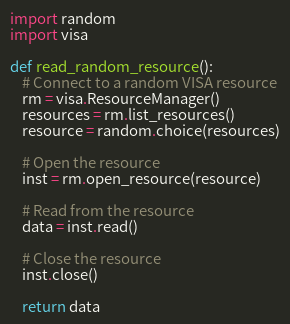 import random
import visa

def read_random_resource():
    # Connect to a random VISA resource
    rm = visa.ResourceManager()
    resources = rm.list_resources()
    resource = random.choice(resources)

    # Open the resource
    inst = rm.open_resource(resource)

    # Read from the resource
    data = inst.read()

    # Close the resource
    inst.close()

    return data